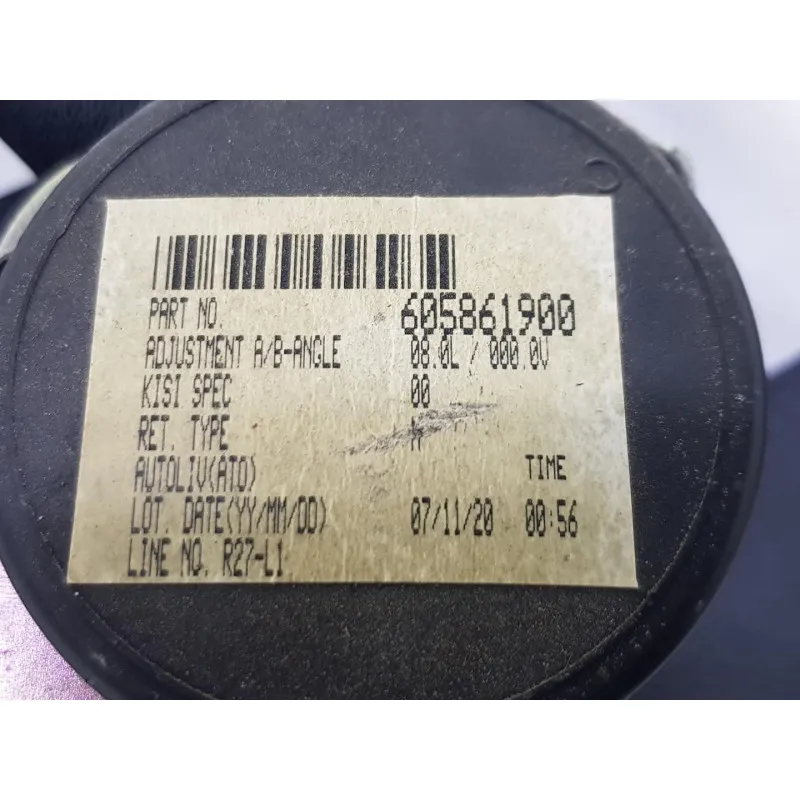 PART NO. 605861900
ADJUSTMENT A/B-ANGLE 08.0L / 000.0V
KISI SPEC 00
RET. TYPE
AUTOLIV(ATO) TIME
LOT. DATE(YY/MM/DD) 07/11/20 00:56
LINE NO. R27-L1